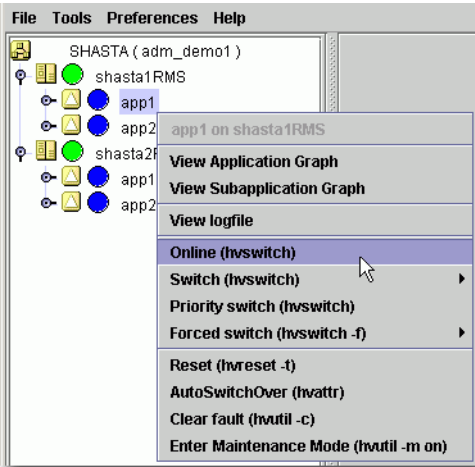 File Tools Preferences Help
SHASTA ( adm_demo1 )
shasta1RMS
app1
app2
shasta2
app1
app2
app1 on shasta1RMS
View Application Graph
View Subapplication Graph
View logfile
Online (hvswitch)
Switch (hvswitch)
Priority switch (hvswitch)
Forced switch (hvswitch -f)
Reset (hvreset -t)
AutoSwitchOver (hvattr)
Clear fault (hvutil -c)
Enter Maintenance Mode (hvutil -m on)